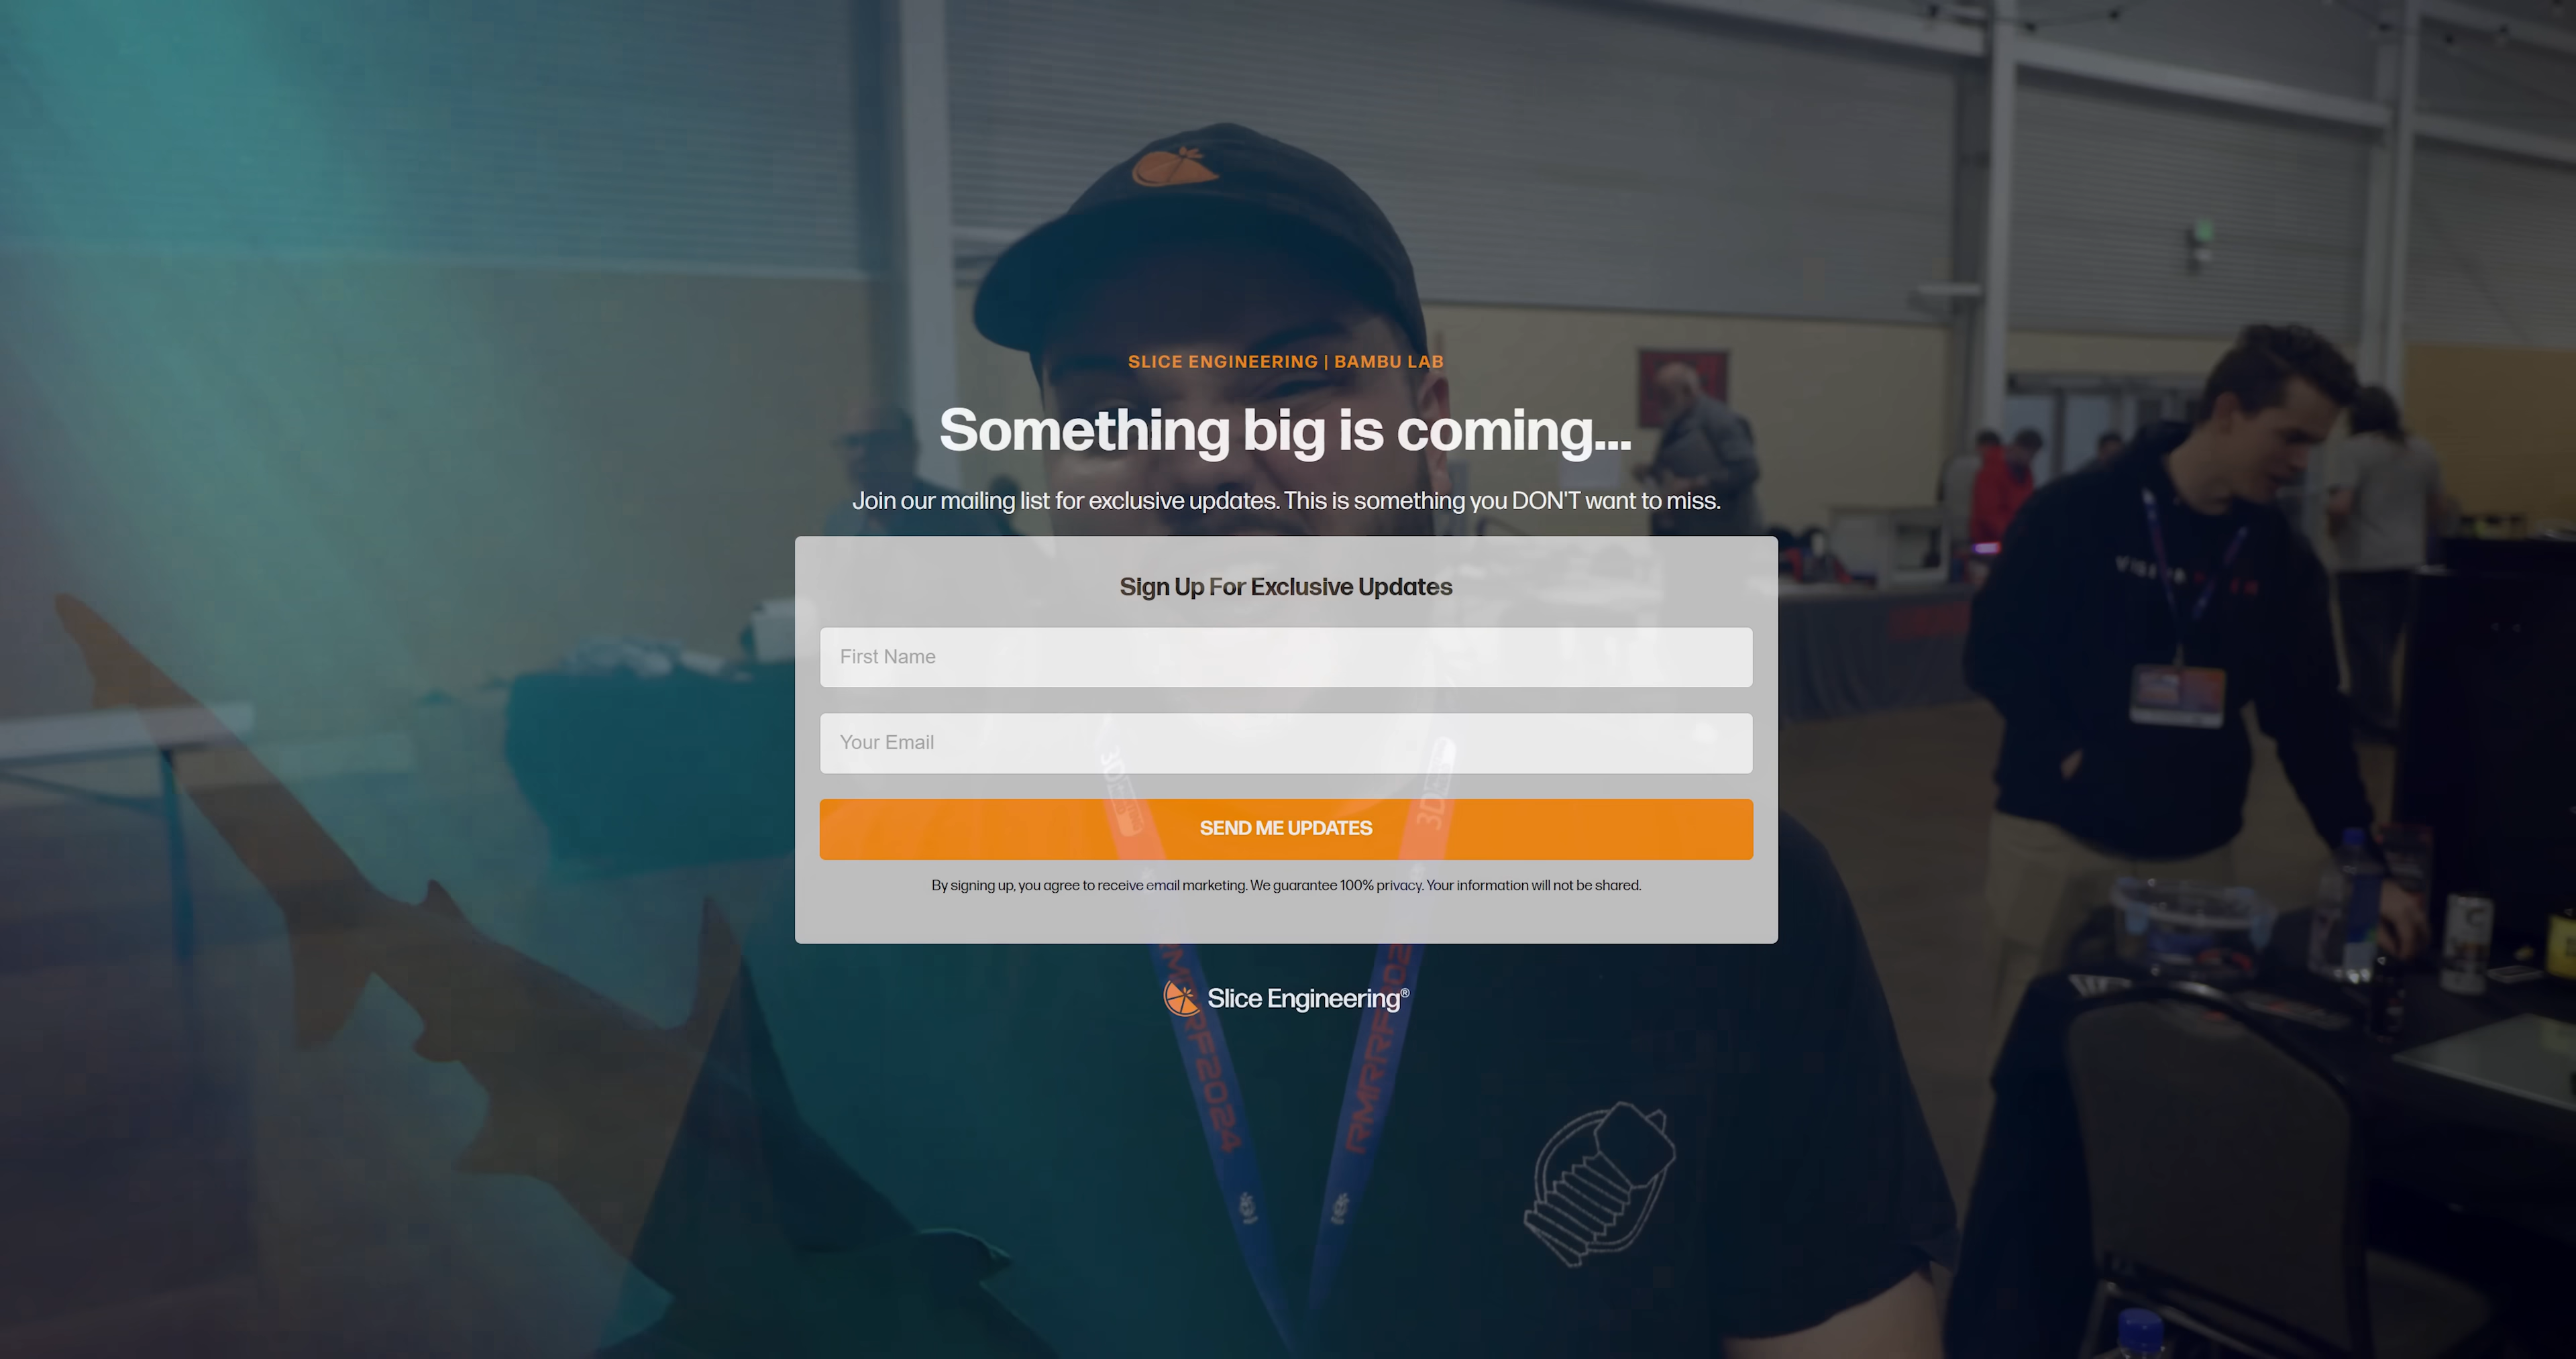 SLICE ENGINEERING | BAMBU LAB
Something big is coming...
Join our mailing list for exclusive updates. This is something you DON'T want to miss.
Sign Up For Exclusive Updates
First Name
Your Email
SEND ME UPDATES
By signing up, you agree to receive email marketing. We guarantee 100% privacy. Your information will not be shared.
Slice Engineering®
RF2024
RMRRF